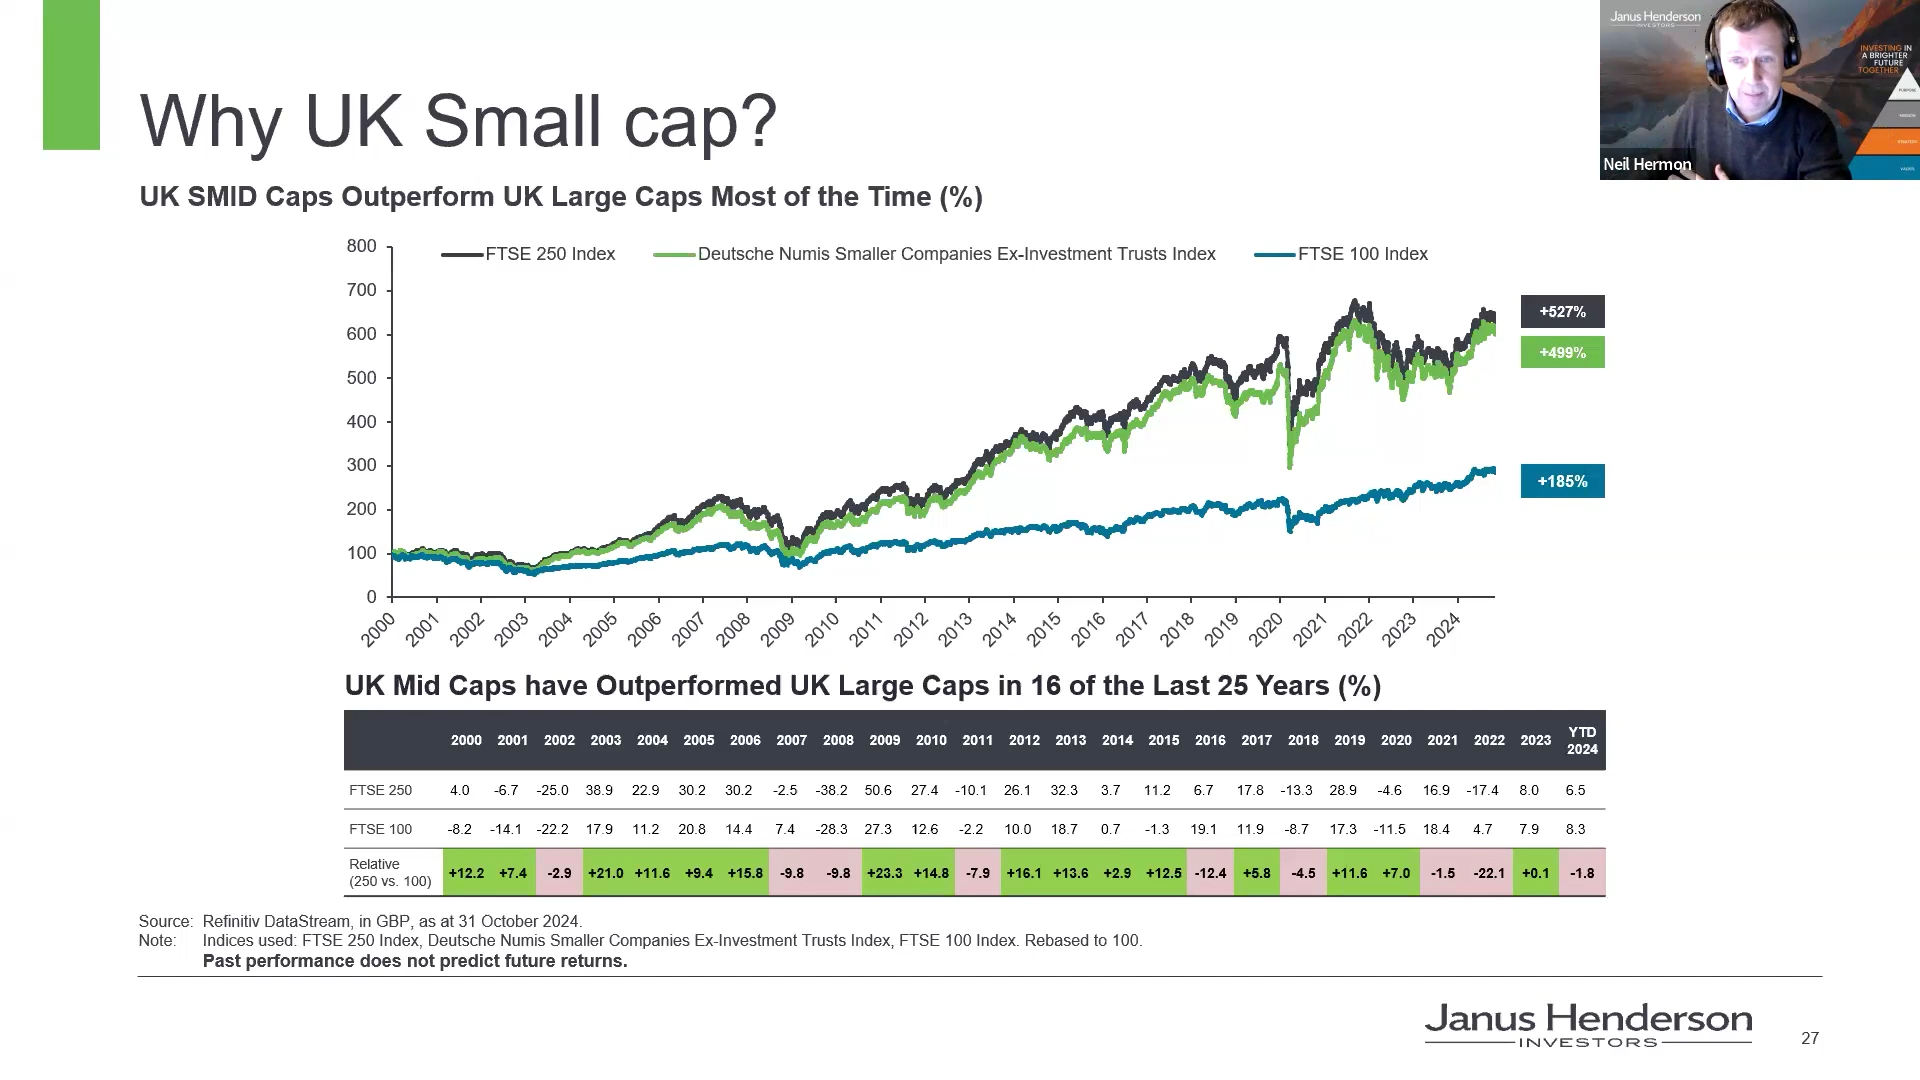 Janus Henderson
INVESTORS
INVESTING IN
A BRIGHTER
FUTURE
TOGETHER
PURPOSE
MISSION
STRATEGY
VALUES
Neil Hermon
Why UK Small cap?
UK SMID Caps Outperform UK Large Caps Most of the Time (%)
FTSE 250 Index Deutsche Numis Smaller Companies Ex-Investment Trusts Index FTSE 100 Index
800
700
600
500
400
300
200
100
0
+527%
+499%
+185%
2000 2001 2002 2003 2004 2005 2006 2007 2008 2009 2010 2011 2012 2013 2014 2015 2016 2017 2018 2019 2020 2021 2022 2023 2024
UK Mid Caps have Outperformed UK Large Caps in 16 of the Last 25 Years (%)
2000 2001 2002 2003 2004 2005 2006 2007 2008 2009 2010 2011 2012 2013 2014 2015 2016 2017 2018 2019 2020 2021 2022 2023 YTD 2024
FTSE 250 4.0 -6.7 -25.0 38.9 22.9 30.2 30.2 -2.5 -38.2 50.6 27.4 -10.1 26.1 32.3 3.7 11.2 6.7 17.8 -13.3 28.9 -4.6 16.9 -17.4 8.0 6.5
FTSE 100 -8.2 -14.1 -22.2 17.9 11.2 20.8 14.4 7.4 -28.3 27.3 12.6 -2.2 10.0 18.7 0.7 -1.3 19.1 11.9 -8.7 17.3 -11.5 18.4 4.7 7.9 8.3
Relative (250 vs. 100) +12.2 +7.4 -2.9 +21.0 +11.6 +9.4 +15.8 -9.8 -9.8 +23.3 +14.8 -7.9 +16.1 +13.6 +2.9 +12.5 -12.4 +5.8 -4.5 +11.6 +7.0 -1.5 -22.1 +0.1 -1.8
Source: Refinitiv DataStream, in GBP, as at 31 October 2024.
Note: Indices used: FTSE 250 Index, Deutsche Numis Smaller Companies Ex-Investment Trusts Index, FTSE 100 Index. Rebased to 100.
Past performance does not predict future returns.
Janus Henderson
INVESTORS
27